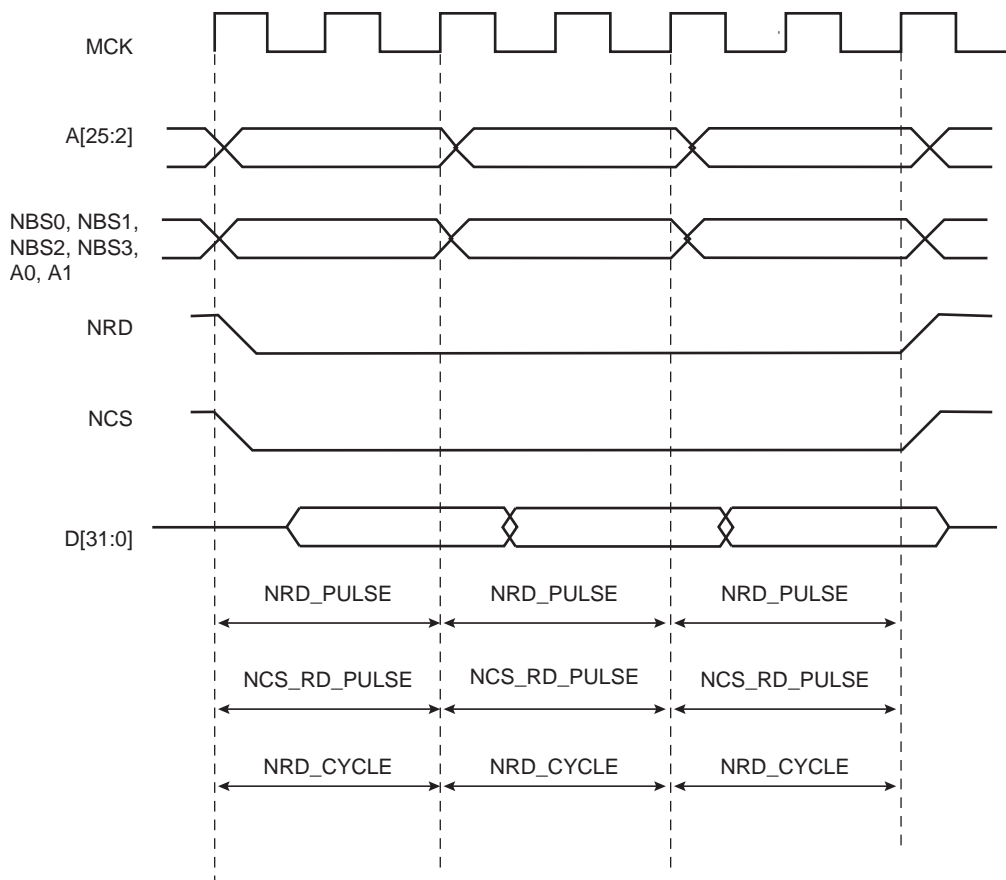 MCK
A[25:2]
NBS0, NBS1,
NBS2, NBS3,
A0, A1
NRD
NCS
D[31:0]
NRD_PULSE NRD_PULSE NRD_PULSE
NCS_RD_PULSE NCS_RD_PULSE NCS_RD_PULSE
NRD_CYCLE NRD_CYCLE NRD_CYCLE